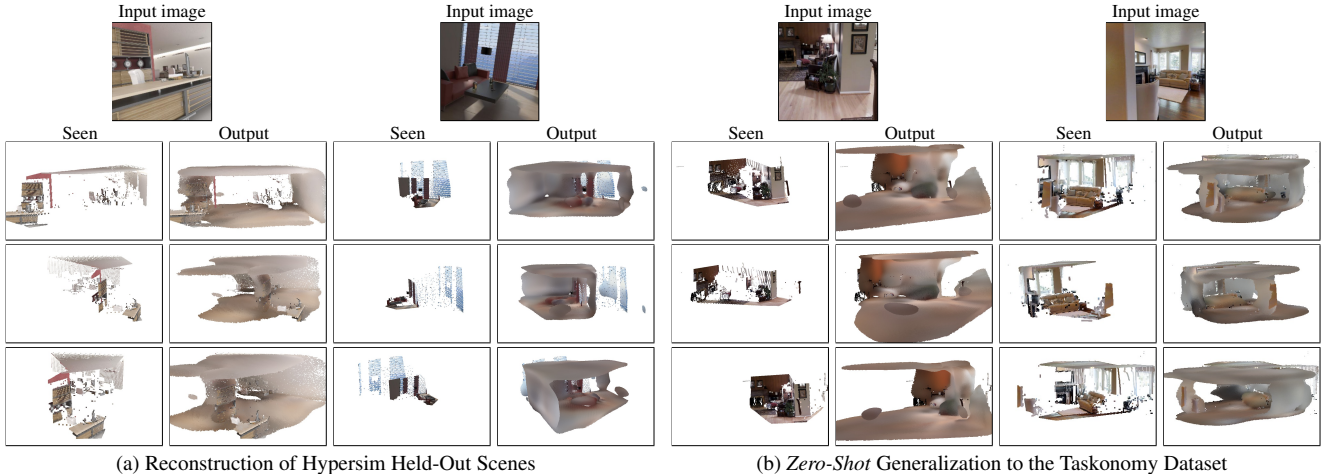 Input image Input image Input image Input image
Seen Output Seen Output Seen Output Seen Output
(a) Reconstruction of Hypersim Held-Out Scenes (b) Zero-Shot Generalization to the Taskonomy Dataset